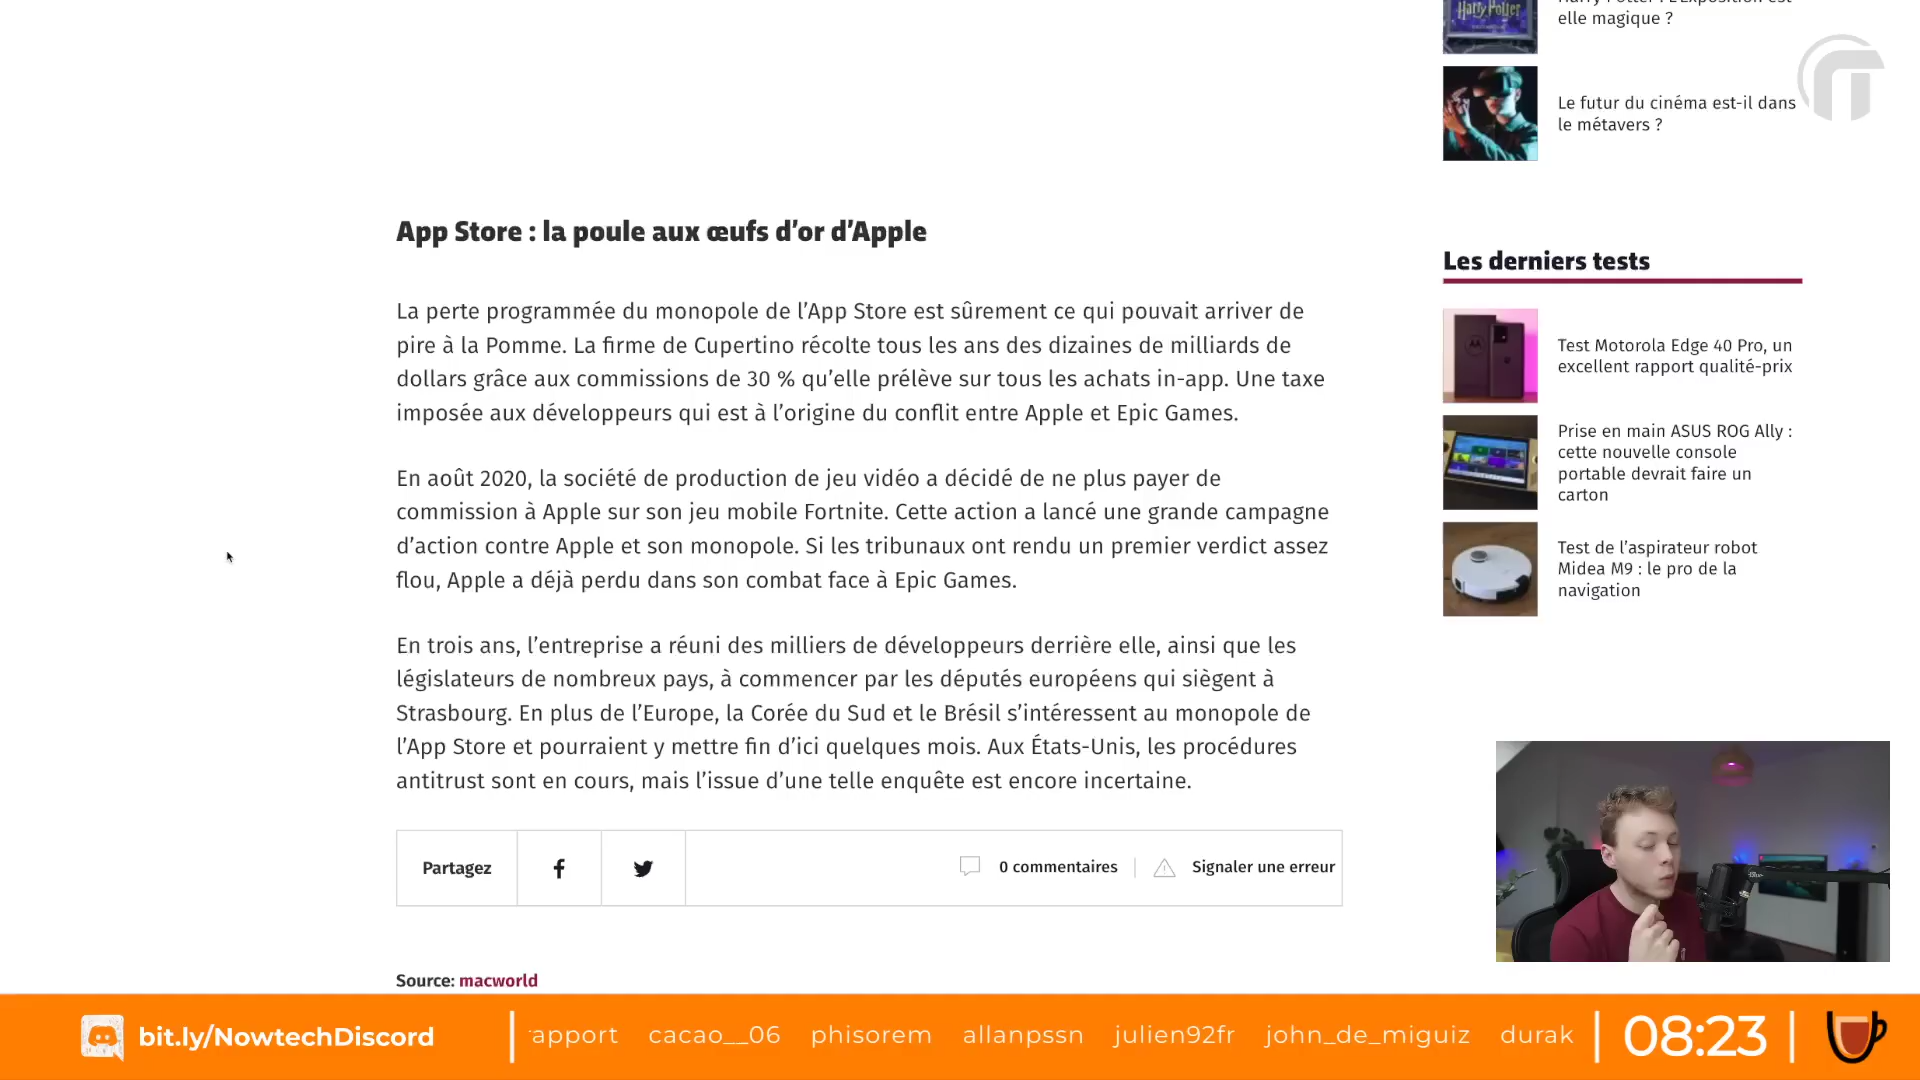 elle magique ?
Le futur du cinéma est-il dans
le métavers ?
App Store : la poule aux œufs d’or d’Apple
La perte programmée du monopole de l’App Store est sûrement ce qui pouvait arriver de
pire à la Pomme. La firme de Cupertino récolte tous les ans des dizaines de milliards de
dollars grâce aux commissions de 30 % qu’elle prélève sur tous les achats in-app. Une taxe
imposée aux développeurs qui est à l’origine du conflit entre Apple et Epic Games.
En août 2020, la société de production de jeu vidéo a décidé de ne plus payer de
commission à Apple sur son jeu mobile Fortnite. Cette action a lancé une grande campagne
d’action contre Apple et son monopole. Si les tribunaux ont rendu un premier verdict assez
flou, Apple a déjà perdu dans son combat face à Epic Games.
En trois ans, l’entreprise a réuni des milliers de développeurs derrière elle, ainsi que les
législateurs de nombreux pays, à commencer par les députés européens qui siègent à
Strasbourg. En plus de l’Europe, la Corée du Sud et le Brésil s’intéressent au monopole de
l’App Store et pourraient y mettre fin d’ici quelques mois. Aux États-Unis, les procédures
antitrust sont en cours, mais l’issue d’une telle enquête est encore incertaine.
Partagez
0 commentaires
Signaler une erreur
Source: macworld
Harry Potter
Les derniers tests
Test Motorola Edge 40 Pro, un
excellent rapport qualité-prix
Prise en main ASUS ROG Ally :
cette nouvelle console
portable devrait faire un
carton
Test de l’aspirateur robot
Midea M9 : le pro de la
navigation
bit.ly/NowtechDiscord
apport cacao__06 phisorem allanpssn julien92fr john_de_miguiz durak
08:23